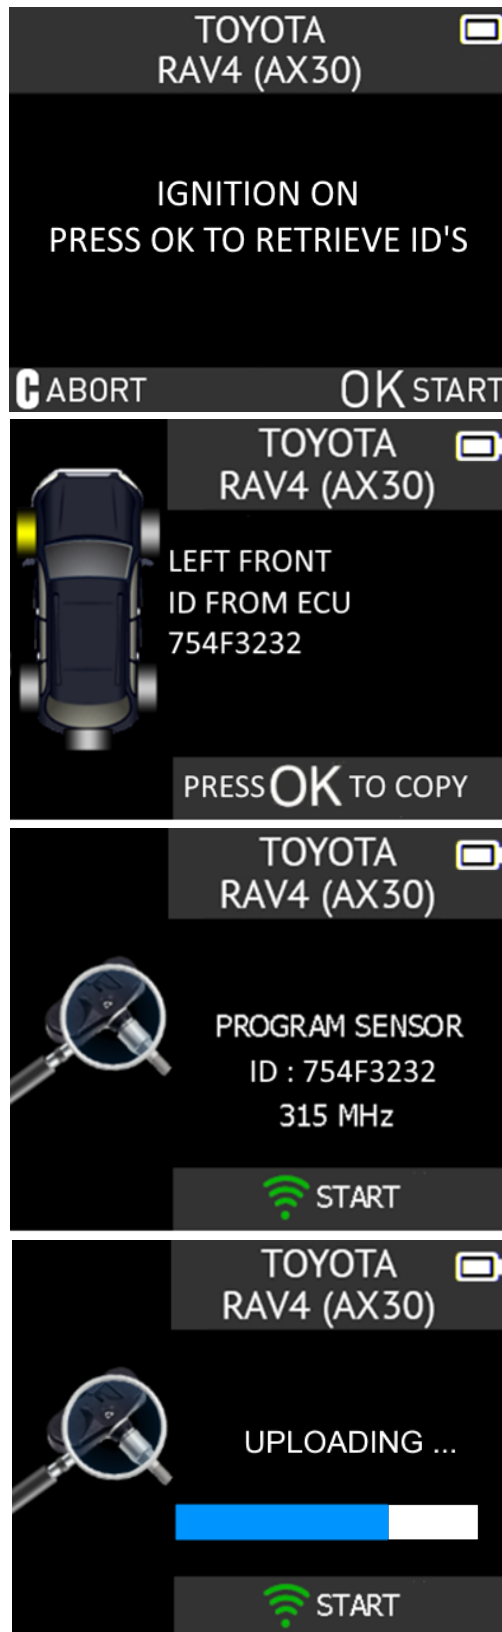 TOYOTA
RAV4 (AX30)
IGNITION ON
PRESS OK TO RETRIEVE ID'S
C ABORT
OK START
TOYOTA
RAV4 (AX30)
LEFT FRONT
ID FROM ECU
754F3232
PRESS OK TO COPY
TOYOTA
RAV4 (AX30)
PROGRAM SENSOR
ID : 754F3232
315 MHz
START
TOYOTA
RAV4 (AX30)
UPLOADING ...
START